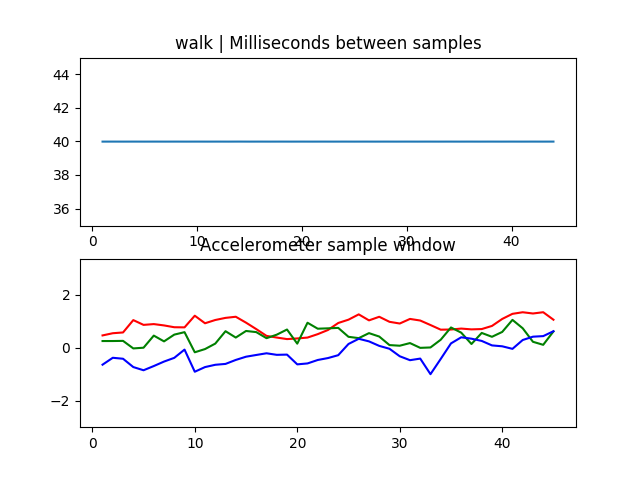 walk | Milliseconds between samples
44
42
40
38
36
0 10 20 30 40
Accelerometer sample window
2
0
−2
0 10 20 30 40